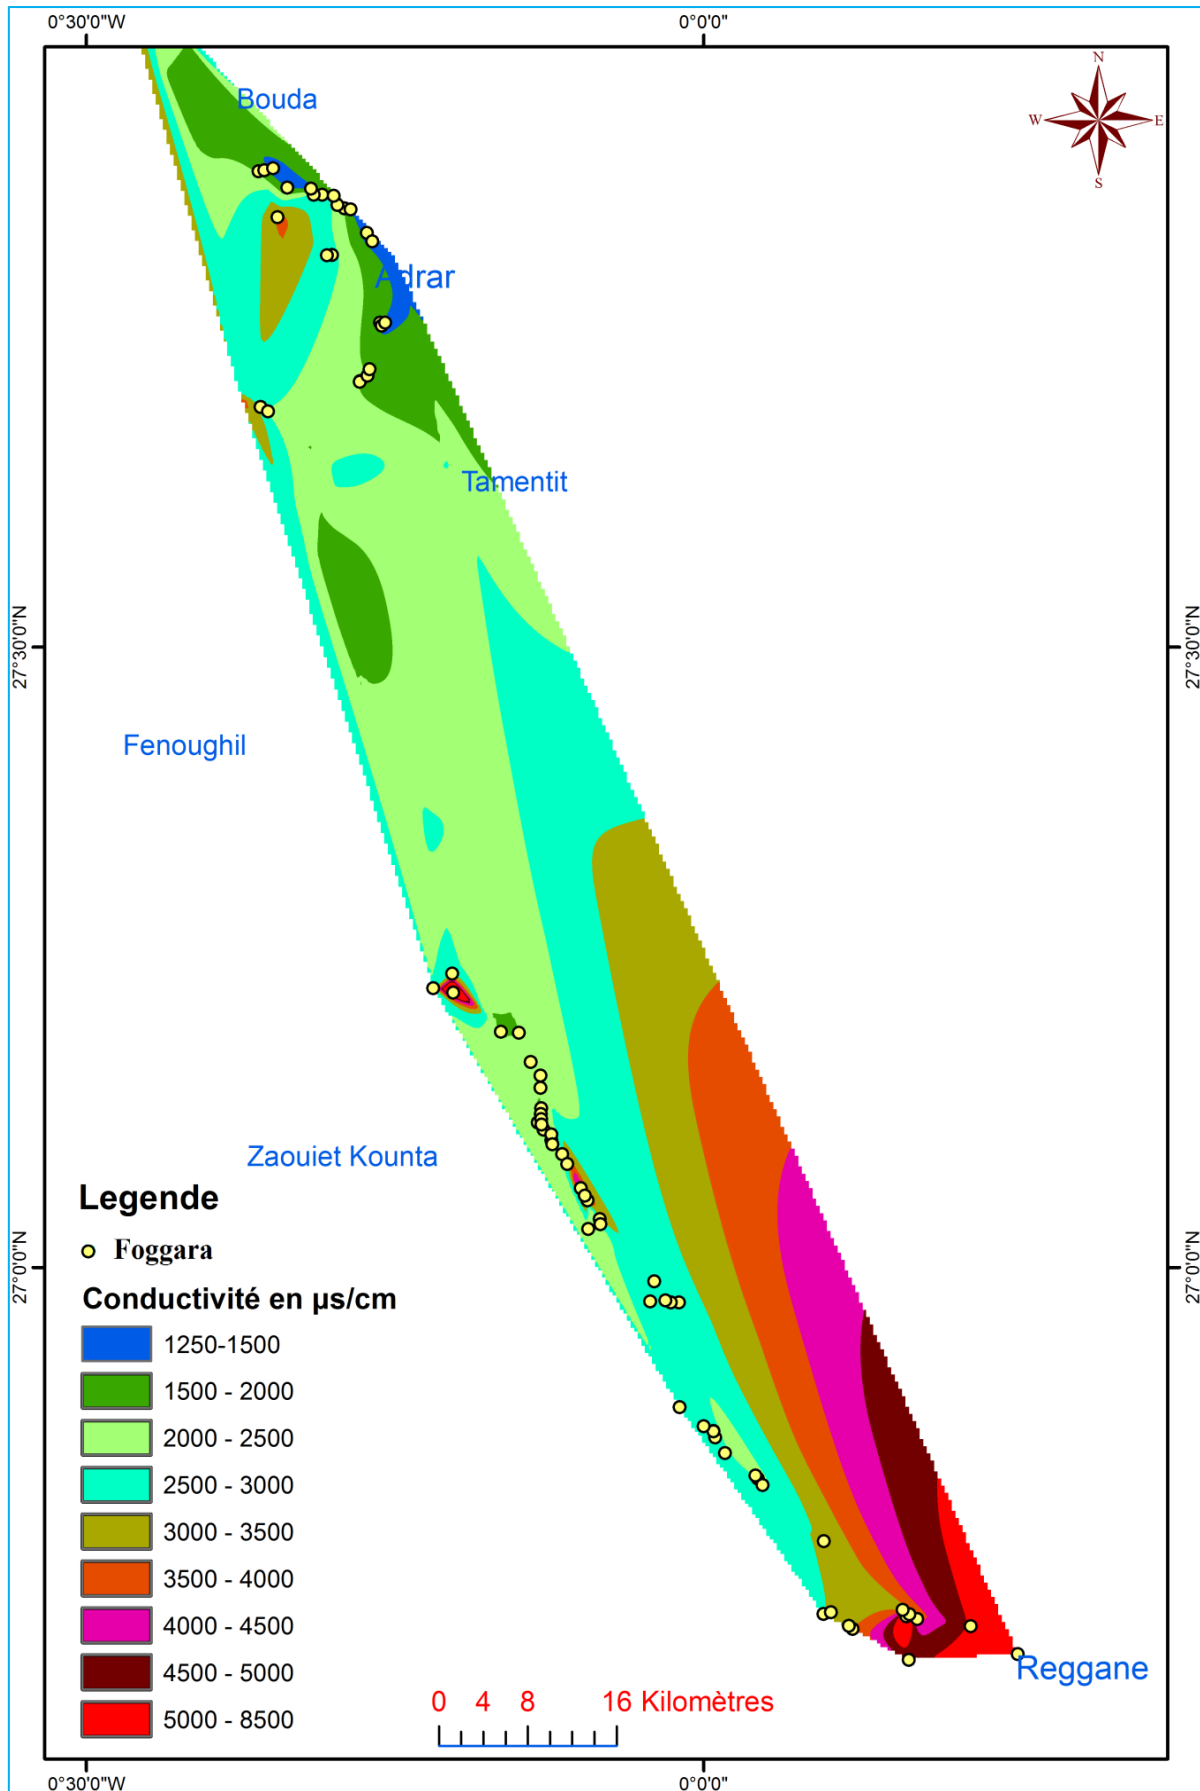 0°30'0"W
0°0'0"
N
W
E
S
Bouda
Adrar
Tamentit
27°30'0"N
27°30'0"N
Fenoughil
Zaouiet Kounta
27°0'0"N
27°0'0"N
Legende
Foggara
Conductivité en µs/cm
1250-1500
1500 - 2000
2000 - 2500
2500 - 3000
3000 - 3500
3500 - 4000
4000 - 4500
4500 - 5000
5000 - 8500
Reggane
0 4 8 16 Kilomètres
0°30'0"W
0°0'0"